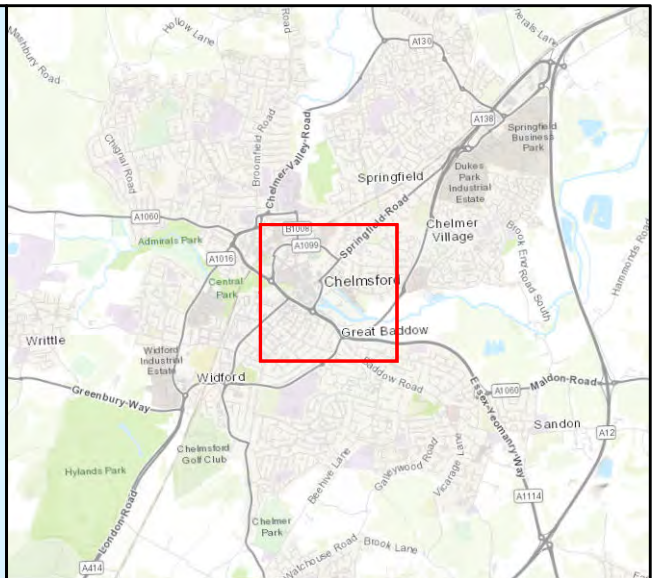 Mashbury Road
Hollow Lane
A130
nerals Lane
A138
Springfield
Business
Park
Chignal Road
Broomfield Road
Chelmer-Valley-Road
Springfield
Dukes
Park
Industrial
Estate
A1060
Admirals Park
A1016
B1008
A1099
Springfield-Road
Chelmer
Village
Brook End Road South
Hammonds Road
Central
Park
Chelmsford
Writtle
Great Baddow
Widford
Industrial
Estate
Widford
Baddow Road
Greenbury-Way
Essex-Yeomanry-Way
A1060
Maldon-Road
Sandon
A12
Chelmsford
Golf Club
Hylands Park
Beehive Lane
Galleywood Road
Vicarage Lane
London-Road
A1114
Chelmer
Park
Watchouse Road
Brook Lane
A414